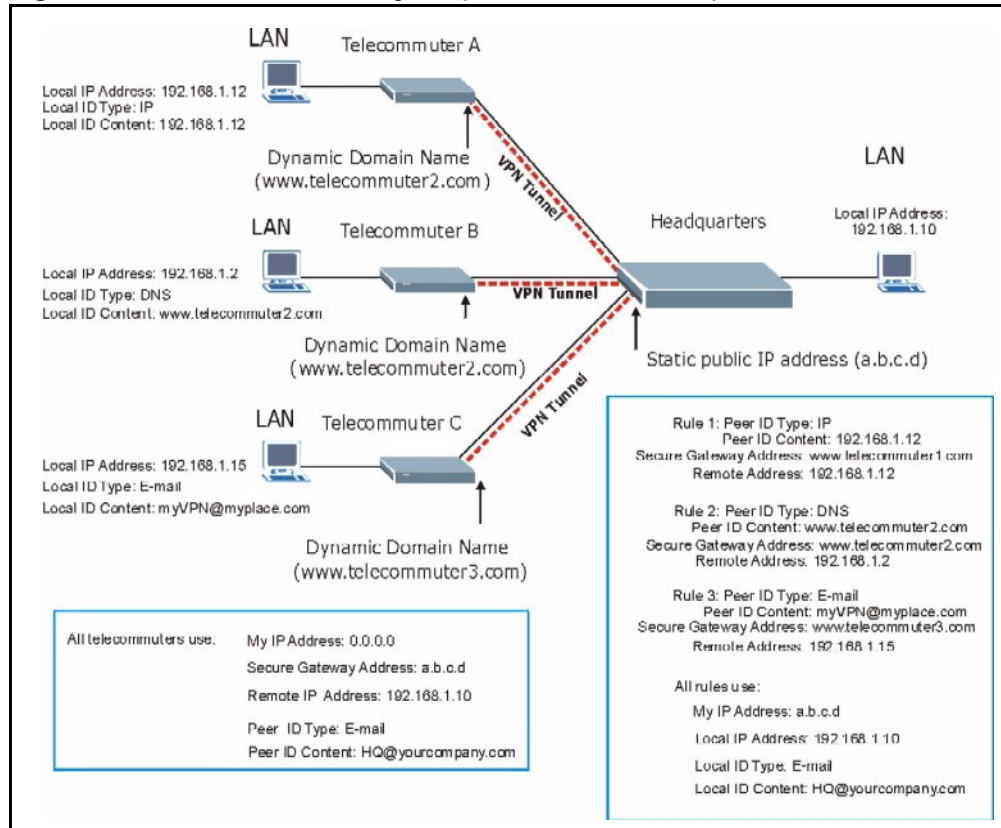 LAN
Telecommuter A
Local IP Address: 192.168.1.12
Local ID Type: IP
Local ID Content: 192.168.1.12
Dynamic Domain Name
(www.telecommuter2.com)
VPN Tunnel
LAN
Telecommuter B
Local IP Address: 192.168.1.2
Local ID Type: DNS
Local ID Content: www.telecommuter2.com
VPN Tunnel
Dynamic Domain Name
(www.telecommuter2.com)
LAN
Telecommuter C
Local IP Address: 192.168.1.15
Local ID Type: E-mail
Local ID Content: myVPN@myplace.com
VPN Tunnel
Dynamic Domain Name
(www.telecommuter3.com)
Headquarters
LAN
Local IP Address:
192.168.1.10
Static public IP address (a.b.c.d)
All telecommuters use:
My IP Address: 0.0.0.0
Secure Gateway Address: a.b.c.d
Remote IP Address: 192.168.1.10
Peer ID Type: E-mail
Peer ID Content: HQ@yourcompany.com
Rule 1: Peer ID Type: IP
Peer ID Content: 192.168.1.12
Secure Gateway Address: www.telecommuter1.com
Remote Address: 192.168.1.12
Rule 2: Peer ID Type: DNS
Peer ID Content: www.telecommuter2.com
Secure Gateway Address: www.telecommuter2.com
Remote Address: 192.168.1.2
Rule 3: Peer ID Type: E-mail
Peer ID Content: myVPN@myplace.com
Secure Gateway Address: www.telecommuter3.com
Remote Address: 192.168.1.15
All rules use:
My IP Address: a.b.c.d
Local IP Address: 192.168.1.10
Local ID Type: E-mail
Local ID Content: HQ@yourcompany.com